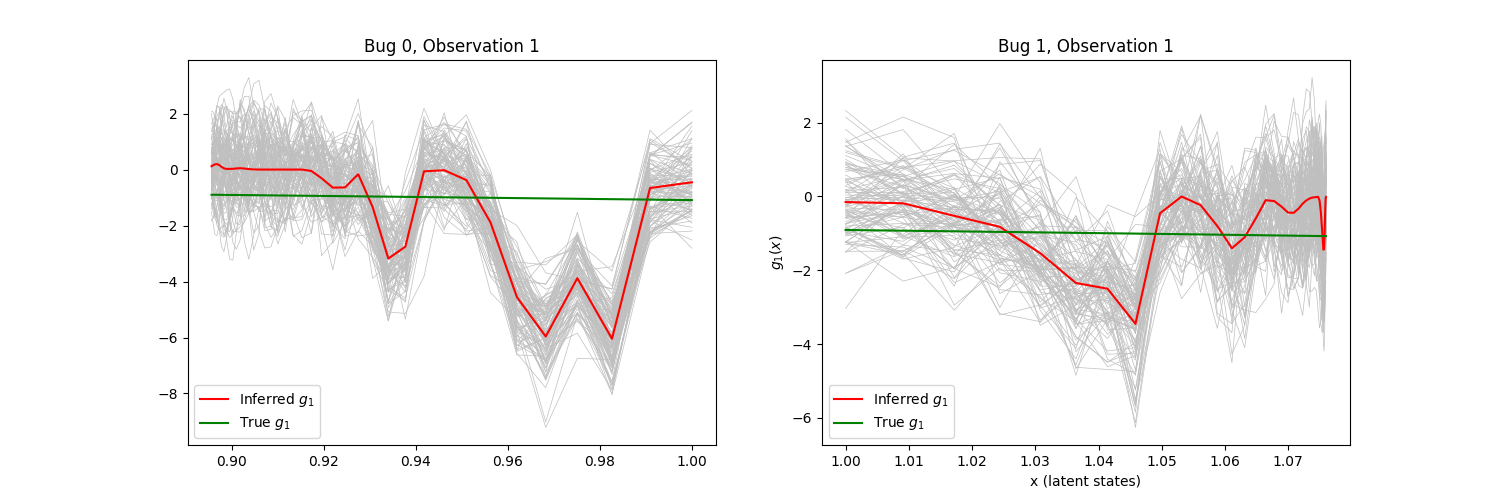 Bug 0, Observation 1
2
0
−2
−4
−6
−8
0.90 0.92 0.94 0.96 0.98 1.00
Inferred g₁
True g₁
Bug 1, Observation 1
g₁(x)
2
0
−2
−4
−6
1.00 1.01 1.02 1.03 1.04 1.05 1.06 1.07
x (latent states)
Inferred g₁
True g₁